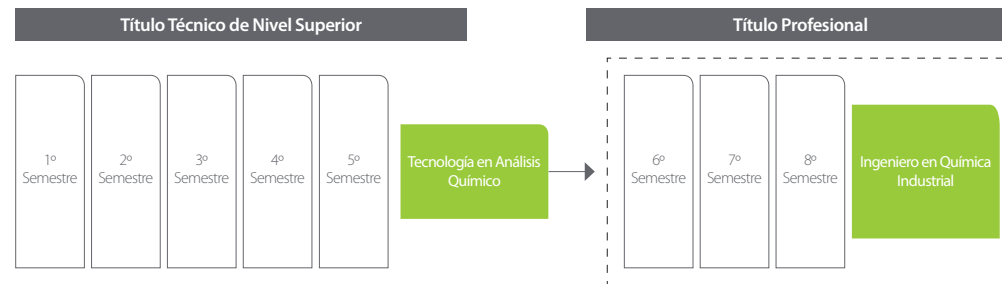 Título Técnico de Nivel Superior
Título Profesional
1º
Semestre
2º
Semestre
3º
Semestre
4º
Semestre
5º
Semestre
Tecnología en Análisis
Químico
6º
Semestre
7º
Semestre
8º
Semestre
Ingeniero en Química
Industrial